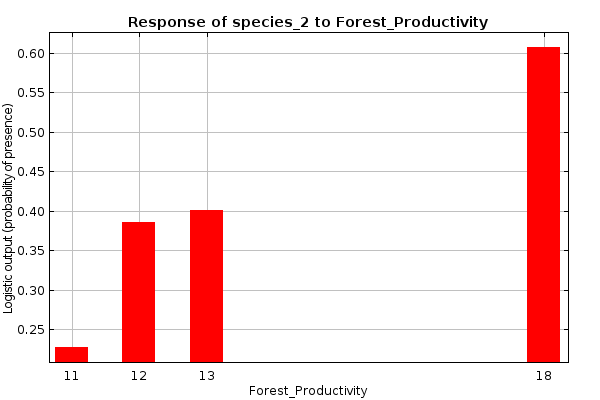 Response of species_2 to Forest_Productivity
Logistic output (probability of presence)
0.60
0.55
0.50
0.45
0.40
0.35
0.30
0.25
11 12 13 18
Forest_Productivity